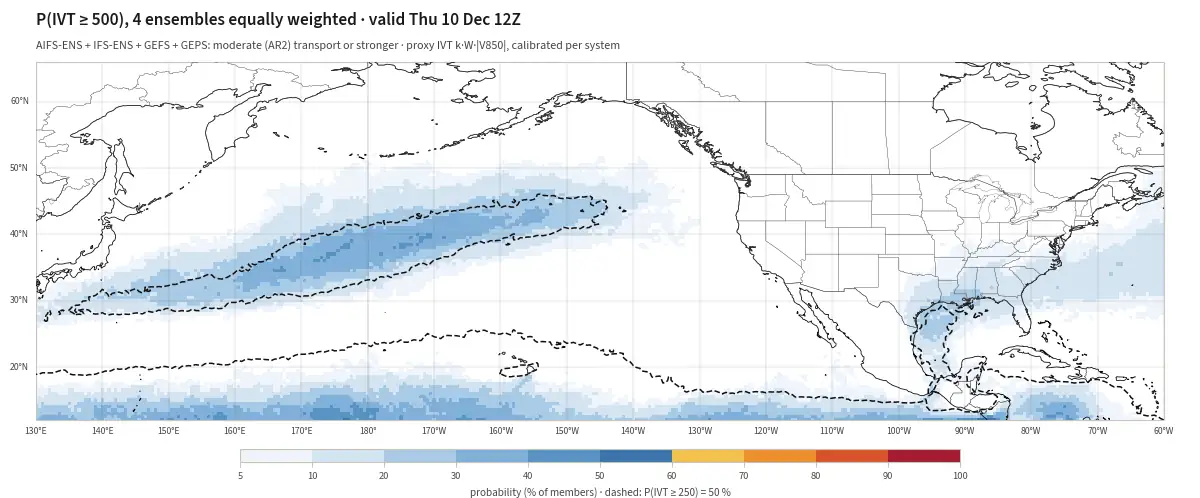 P(IVT ≥ 500), 4 ensembles equally weighted · valid Thu 10 Dec 12Z
AIFS-ENS + IFS-ENS + GEFS + GEPS: moderate (AR2) transport or stronger · proxy IVT k·W·|V850|, calibrated per system
60°N
50°N
40°N
30°N
20°N
130°E 140°E 150°E 160°E 170°E 180° 170°W 160°W 150°W 140°W 130°W 120°W 110°W 100°W 90°W 80°W 70°W 60°W
5 10 20 30 40 50 60 70 80 90 100
probability (% of members) · dashed: P(IVT ≥ 250) = 50 %